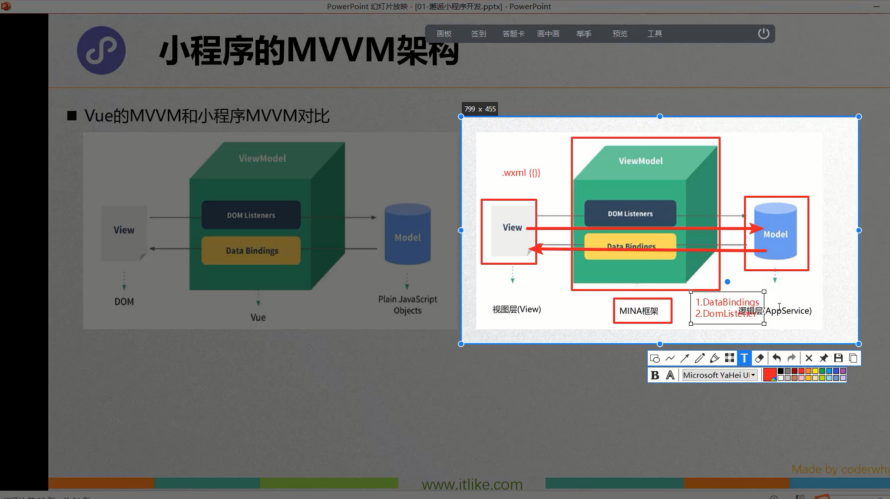 PowerPoint 幻灯片放映 - [01-邂逅小程序开发.pptx] - PowerPoint
画板 签到 答题卡 画中画 举手 预览 工具
小程序的MVVM架构
Vue的MVVM和小程序MVVM对比
799 x 455
ViewModel
DOM Listeners
View
Data Bindings
Model
DOM
Vue
Plain JavaScript
Objects
ViewModel
.wxml {{}}
DOM Listeners
View
Data Bindings
Model
视图层(View)
MINA框架
1.DataBindings
2.DomListener
逻辑层(AppService)
T
B A Microsoft YaHei UI
Made by coderwhy
www.itlike.com